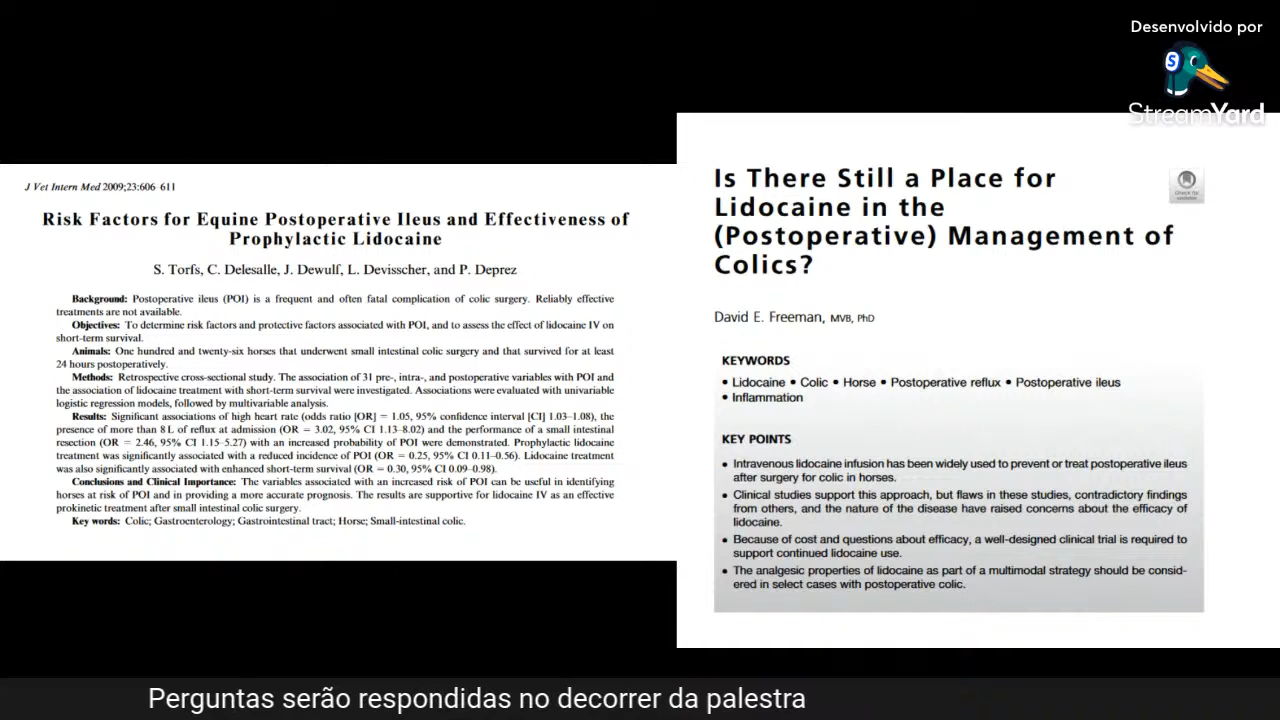 Desenvolvido por
S
StreamYard
J Vet Intern Med 2009;23:606–611
Risk Factors for Equine Postoperative Ileus and Effectiveness of
Prophylactic Lidocaine
S. Torfs, C. Delesalle, J. Dewulf, L. Devisscher, and P. Deprez
Background: Postoperative ileus (POI) is a frequent and often fatal complication of colic surgery. Reliably effective
treatments are not available.
Objectives: To determine risk factors and protective factors associated with POI, and to assess the effect of lidocaine IV on
short-term survival.
Animals: One hundred and twenty-six horses that underwent small intestinal colic surgery and that survived for at least
24 hours postoperatively.
Methods: Retrospective cross-sectional study. The association of 31 pre-, intra-, and postoperative variables with POI and
the association of lidocaine treatment with short-term survival were investigated. Associations were evaluated with univariable
logistic regression models, followed by multivariable analysis.
Results: Significant associations of high heart rate (odds ratio [OR] = 1.05, 95% confidence interval [CI] 1.03–1.08), the
presence of more than 8 L of reflux at admission (OR = 3.02, 95% CI 1.13–8.02) and the performance of a small intestinal
resection (OR = 2.46, 95% CI 1.15–5.27) with an increased probability of POI were demonstrated. Prophylactic lidocaine
treatment was significantly associated with a reduced incidence of POI (OR = 0.25, 95% CI 0.11–0.56). Lidocaine treatment
was also significantly associated with enhanced short-term survival (OR = 0.30, 95% CI 0.09–0.98).
Conclusions and Clinical Importance: The variables associated with an increased risk of POI can be useful in identifying
horses at risk of POI and in providing a more accurate prognosis. The results are supportive for lidocaine IV as an effective
prokinetic treatment after small intestinal colic surgery.
Key words: Colic; Gastroenterology; Gastrointestinal tract; Horse; Small-intestinal colic.
Is There Still a Place for
Lidocaine in the
(Postoperative) Management of
Colics?
Check for
updates
David E. Freeman, MVB, PhD
KEYWORDS
• Lidocaine • Colic • Horse • Postoperative reflux • Postoperative ileus
• Inflammation
KEY POINTS
• Intravenous lidocaine infusion has been widely used to prevent or treat postoperative ileus
after surgery for colic in horses.
• Clinical studies support this approach, but flaws in these studies, contradictory findings
from others, and the nature of the disease have raised concerns about the efficacy of
lidocaine.
• Because of cost and questions about efficacy, a well-designed clinical trial is required to
support continued lidocaine use.
• The analgesic properties of lidocaine as part of a multimodal strategy should be consid-
ered in select cases with postoperative colic.
Perguntas serão respondidas no decorrer da palestra